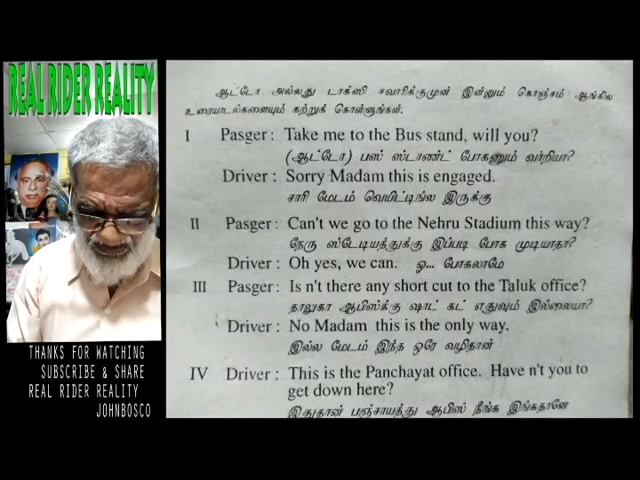 REAL RIDER REALITY
ஆட்டோ அல்லது டாக்ஸி சவாரிக்குமுன் இன்னும் கொஞ்சம் ஆங்கில
உரையாடல்களையும் கற்றுக் கொள்ளுங்கள்.
I Pasger : Take me to the Bus stand, will you?
(ஆட்டோ) பஸ் ஸ்டாண்ட் போகணும் வர்றியா?
Driver : Sorry Madam this is engaged.
சாரி மேடம் வெயிட்டிங்ல இருக்கு
II Pasger : Can't we go to the Nehru Stadium this way?
நேரு ஸ்டேடியத்துக்கு இப்படி போக முடியாதா?
Driver : Oh yes, we can. ஓ... போகலாமே
III Pasger : Is n't there any short cut to the Taluk office?
தாலுகா ஆபிஸ்க்கு ஷாட் கட் எதுவும் இல்லையா?
Driver : No Madam this is the only way.
இல்ல மேடம் இந்த ஒரே வழிதான்
IV Driver : This is the Panchayat office. Have n't you to
get down here?
இதுதான் பஞ்சாயத்து ஆபிஸ் நீங்க இங்கதானே
THANKS FOR WATCHING
SUBSCRIBE & SHARE
REAL RIDER REALITY
JOHNBOSCO